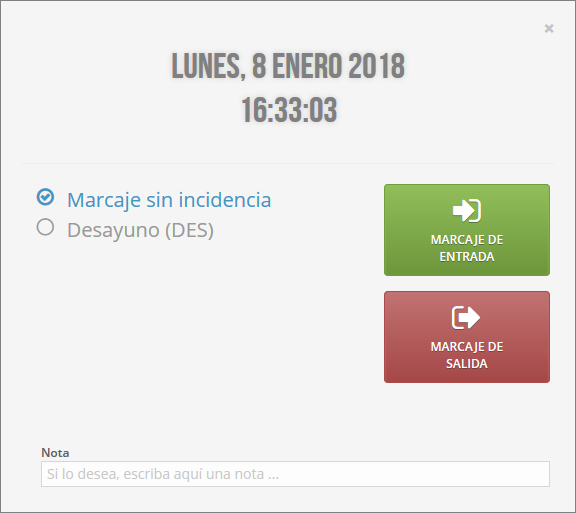 LUNES, 8 ENERO 2018
16:33:03
Marcaje sin incidencia
Desayuno (DES)
MARCAJE DE
ENTRADA
MARCAJE DE
SALIDA
Nota
Si lo desea, escriba aquí una nota ...